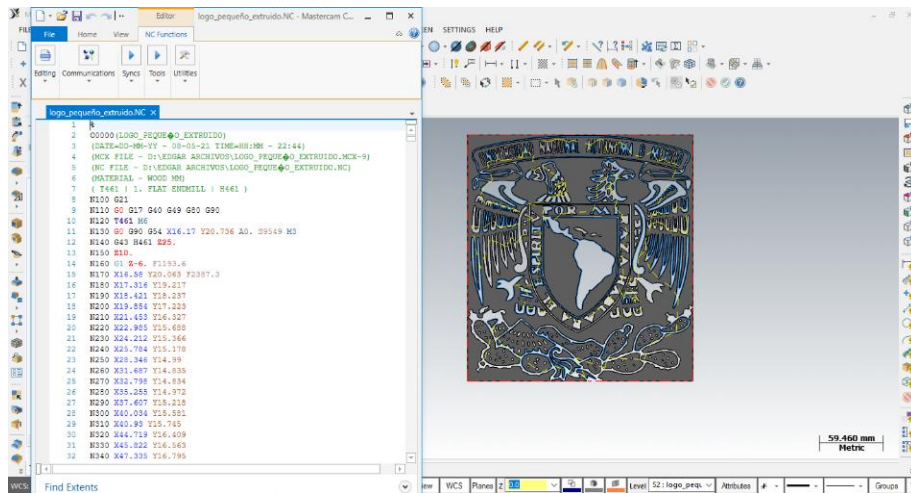 Editor
logo_pequeño_extruido.NC - Mastercam C...
File Home View NC Functions
Editing Communications Syncs Tools Utilities
SETTINGS HELP
logo_pequeño_extruido.NC ×
1 %
2 O0000(LOGO_PEQUE�O_EXTRUIDO)
3 (DATE=DD-MM-YY - 08-05-21 TIME=HH:MM - 22:44)
4 (MCX FILE - D:\EDGAR ARCHIVOS\LOGO_PEQUE�O_EXTRUIDO.MCX-9)
5 (NC FILE - D:\EDGAR ARCHIVOS\LOGO_PEQUE�O_EXTRUIDO.NC)
6 (MATERIAL - WOOD MM)
7 ( T461 | 1. FLAT ENDMILL | H461 )
8 N100 G21
9 N110 G0 G17 G40 G49 G80 G90
10 N120 T461 M6
11 N130 G0 G90 G54 X16.17 Y20.736 A0. S9549 M3
12 N140 G43 H461 Z25.
13 N150 Z10.
14 N160 G1 Z-6. F1193.6
15 N170 X16.58 Y20.063 F2387.3
16 N180 X17.316 Y19.217
17 N190 X18.421 Y18.237
18 N200 X19.854 Y17.223
19 N210 X21.453 Y16.327
20 N220 X22.985 Y15.688
21 N230 X24.212 Y15.366
22 N240 X25.784 Y15.178
23 N250 X28.346 Y14.99
24 N260 X31.687 Y14.835
25 N270 X32.798 Y14.834
26 N280 X35.255 Y14.972
27 N290 X37.607 Y15.218
28 N300 X40.034 Y15.581
29 N310 X40.93 Y15.745
30 N320 X44.719 Y16.409
31 N330 X45.822 Y16.563
32 N340 X47.335 Y16.795
Find Extents
59.460 mm
Metric
WCS:
WCS Planes Z 0.0 Level 52 : logo_pequ Attributes Groups